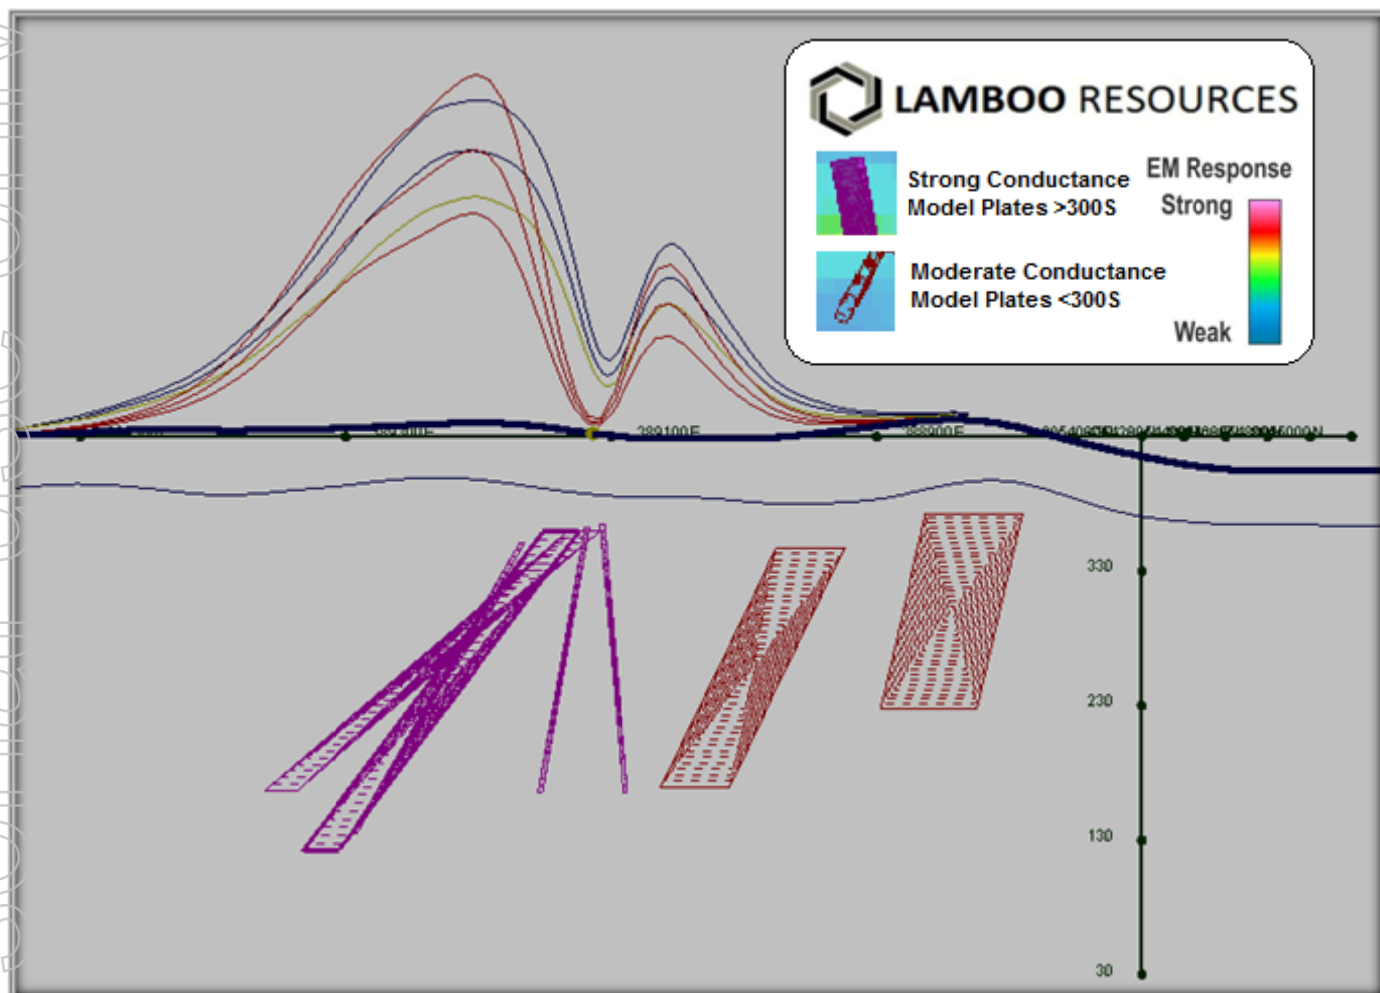 LAMBOO RESOURCES
Strong Conductance
Model Plates >300S
EM Response
Strong
Moderate Conductance
Model Plates <300S
Weak
389100E
388900E
330
230
130
30